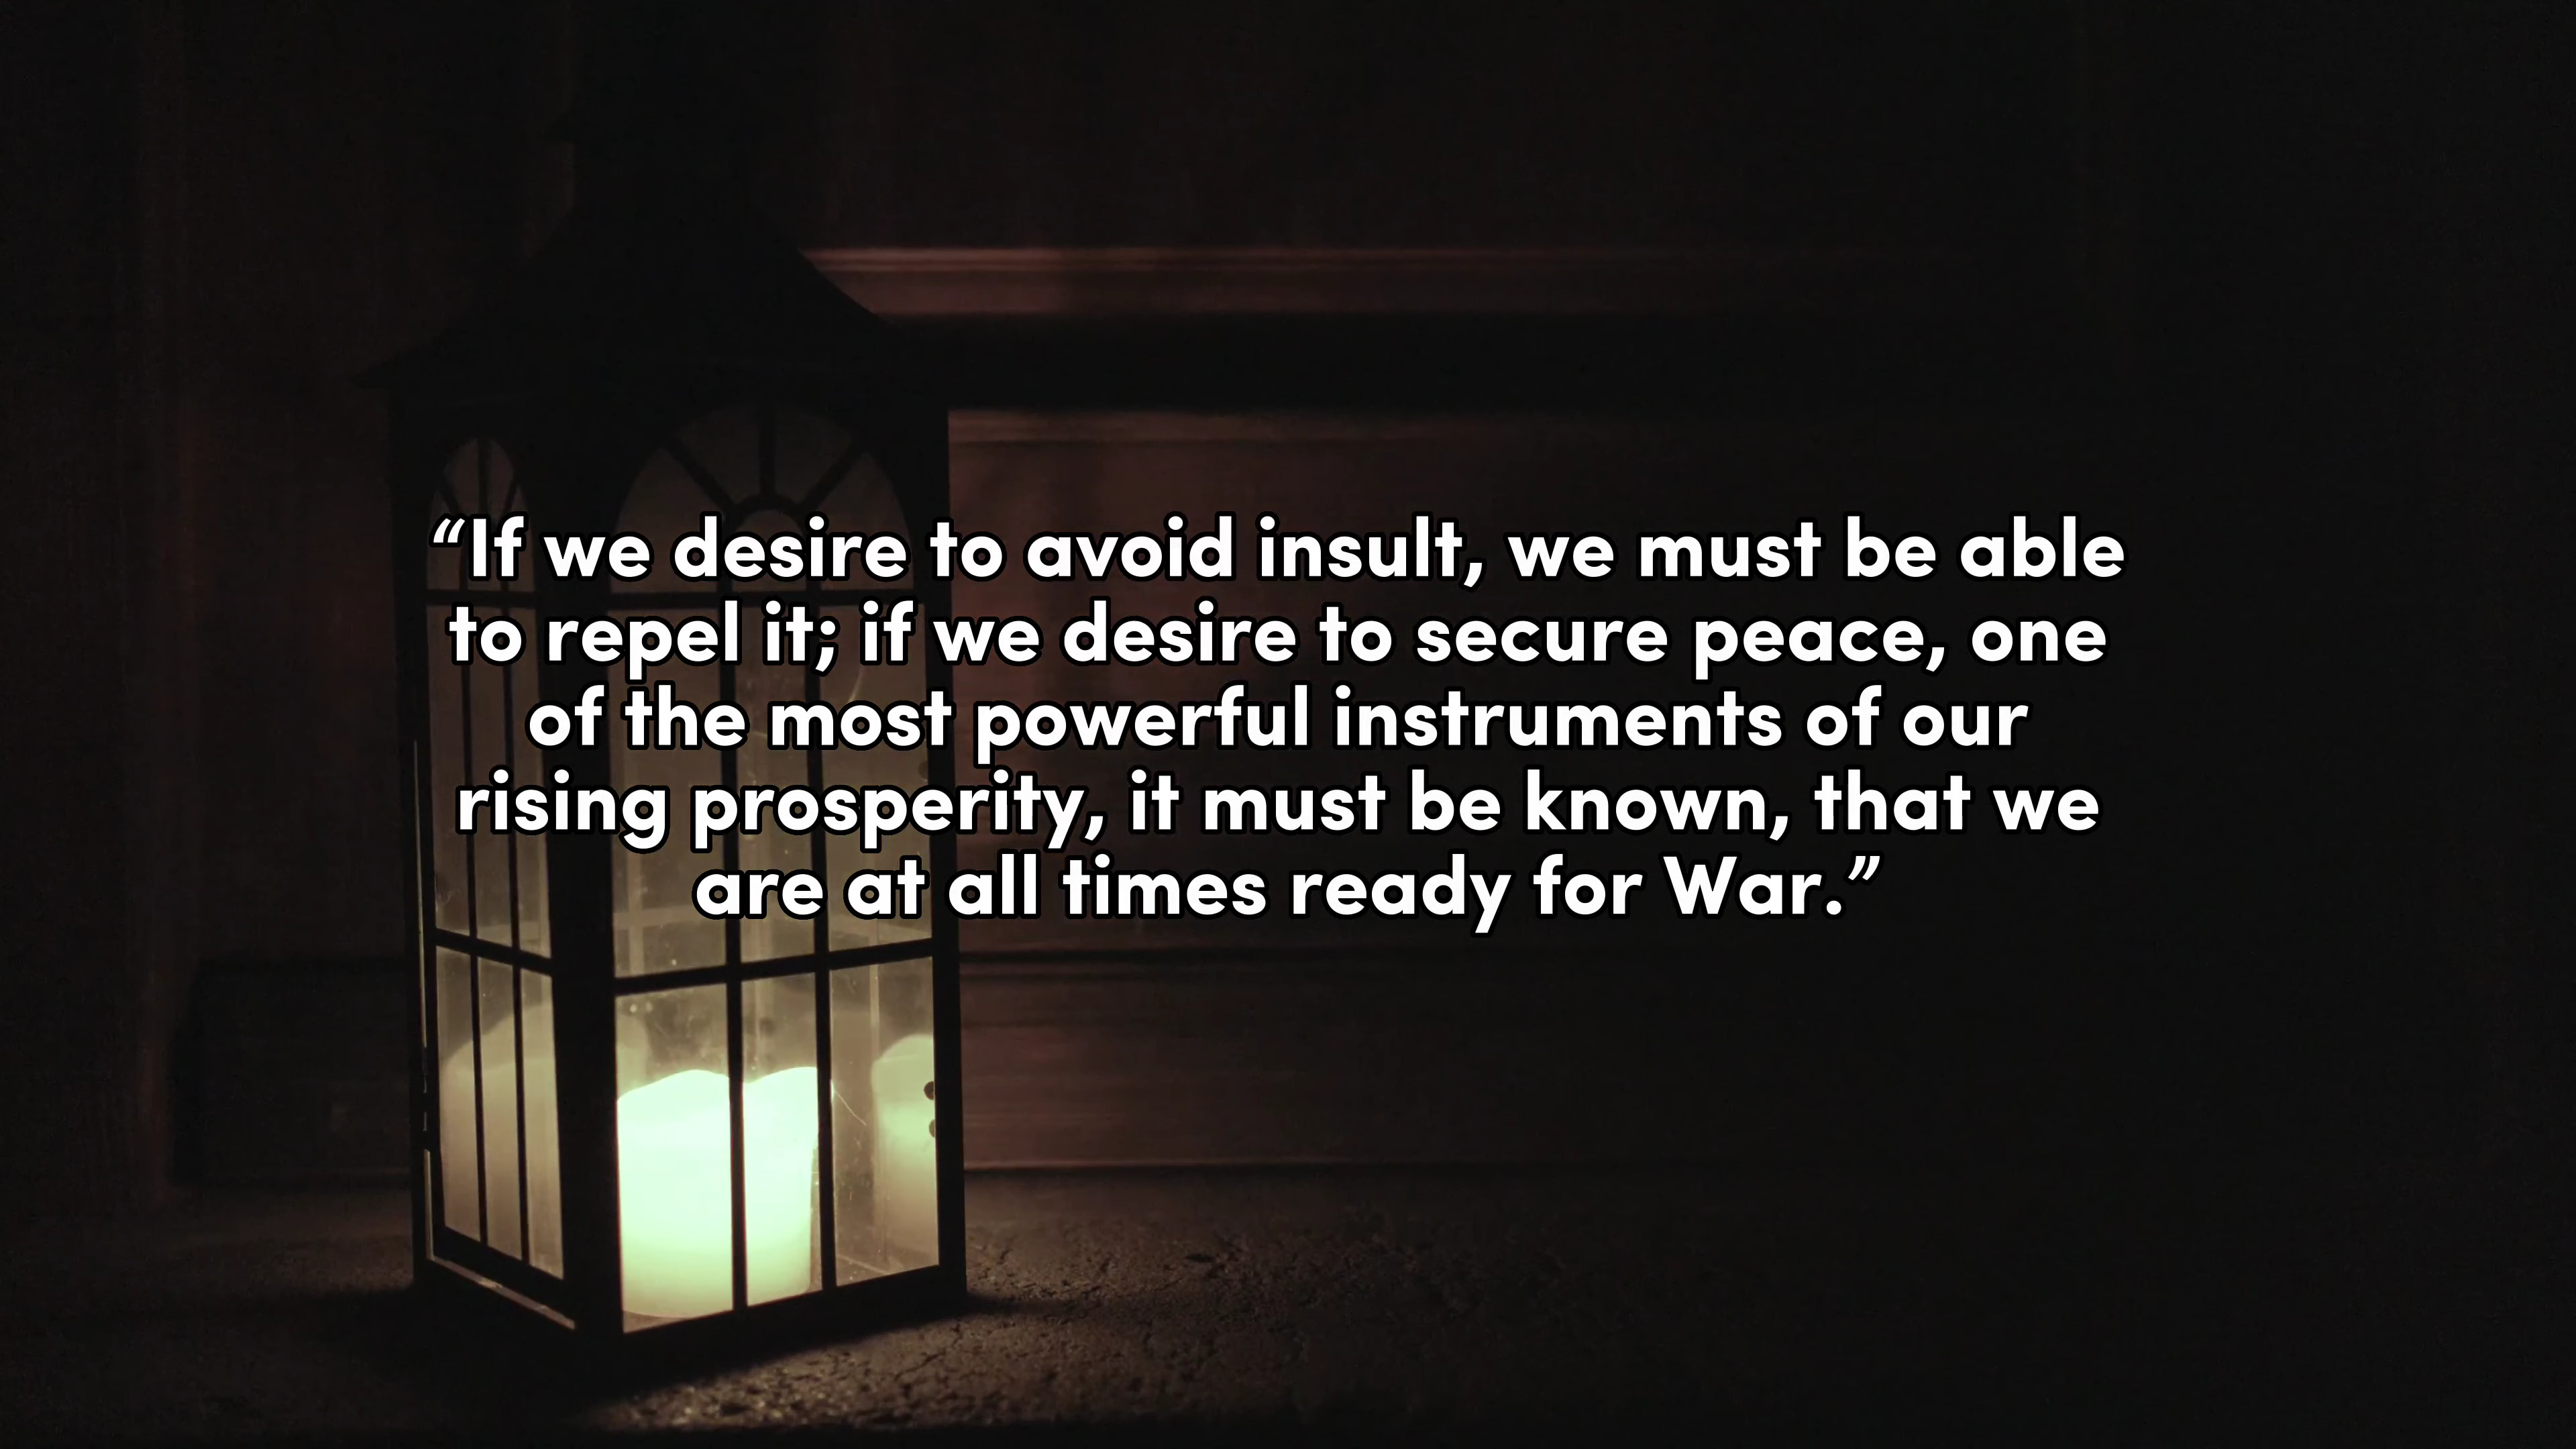 “If we desire to avoid insult, we must be able
to repel it; if we desire to secure peace, one
of the most powerful instruments of our
rising prosperity, it must be known, that we
are at all times ready for War.”